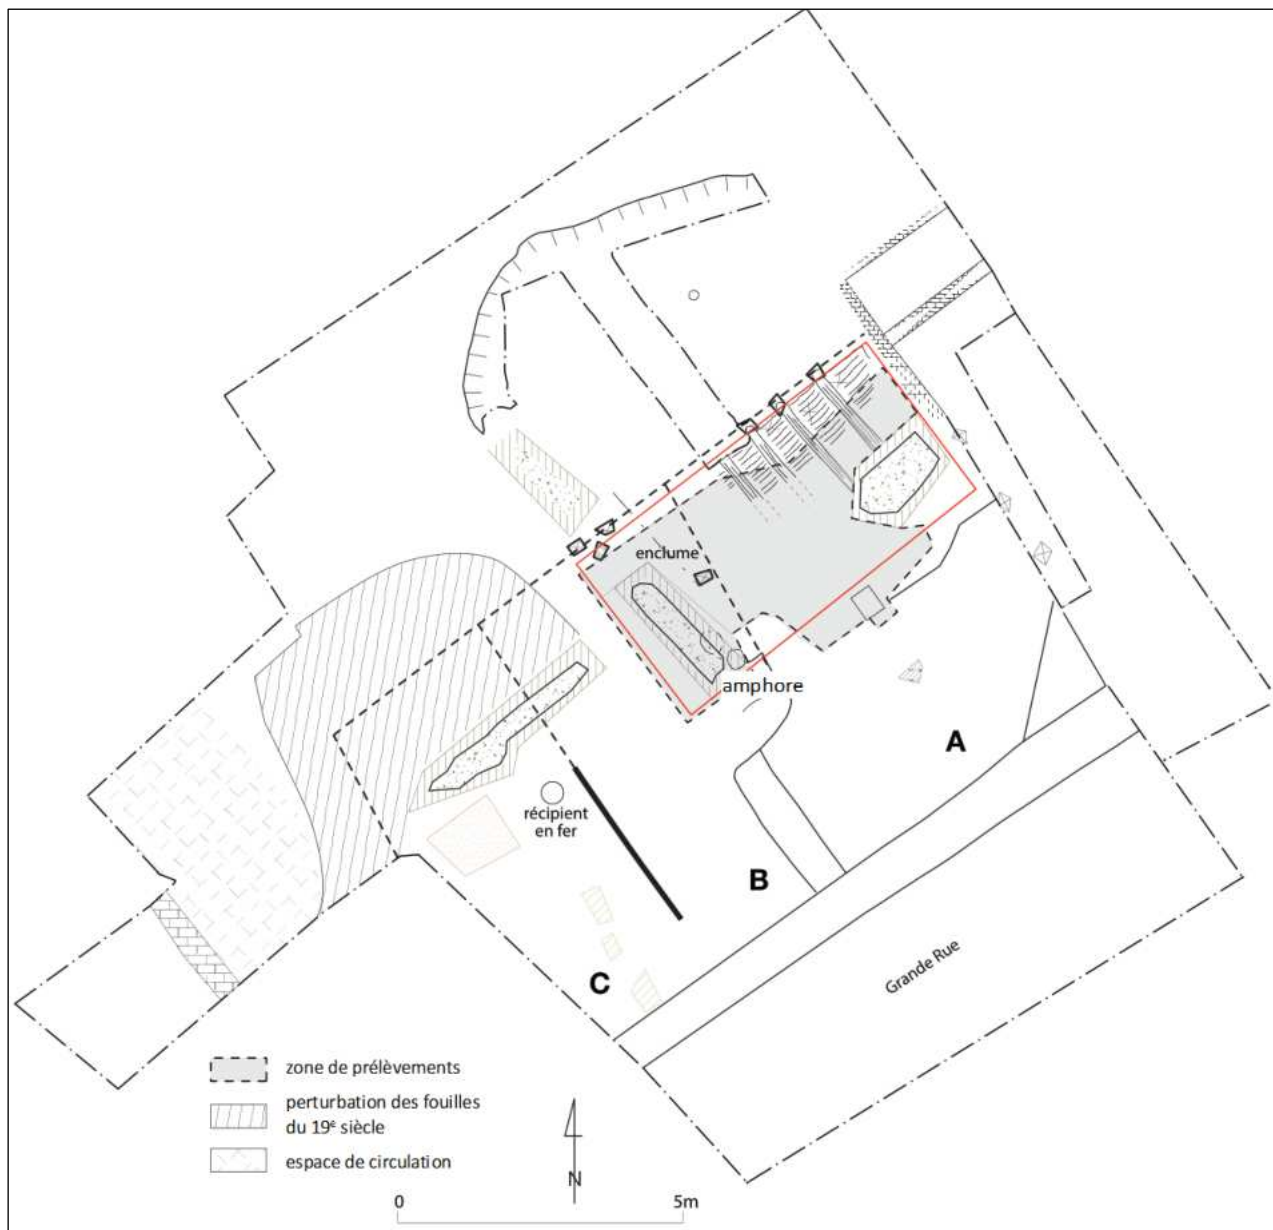 enclume
amphore
A
récipient
en fer
B
C
Grande Rue
zone de prélèvements
perturbation des fouilles
du 19e siècle
espace de circulation
N
0
5m